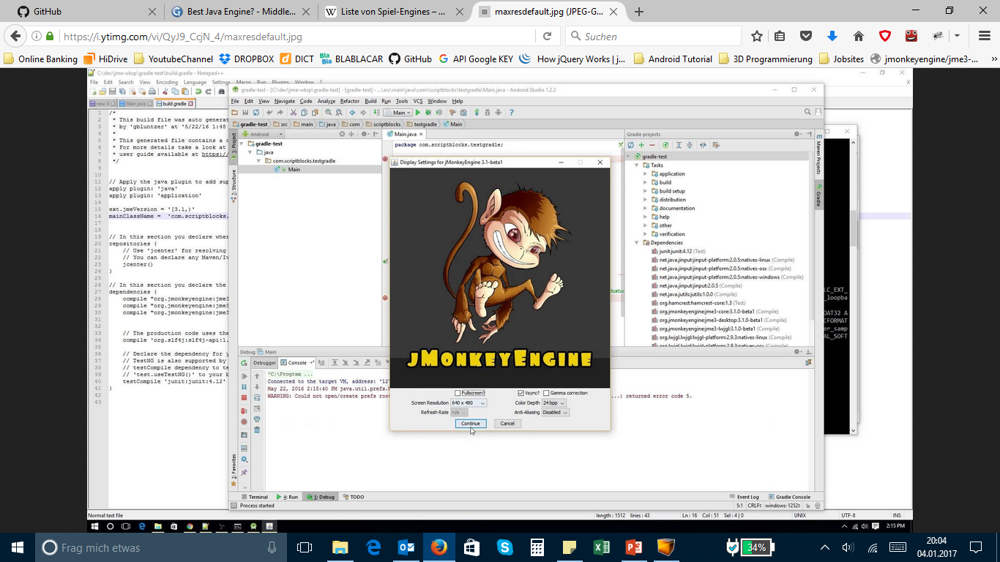 GitHub
Best Java Engine? - Middle...
Liste von Spiel-Engines – ...
maxresdefault.jpg (JPEG-G...
https://i.ytimg.com/vi/QyJ9_CcjN_4/maxresdefault.jpg
Suchen
Online Banking HiDrive YouTubeChannel DROPBOX DICT BLABLACAR GitHub API Google KEY How jQuery Works | j... Android Tutorial 3D Programmierung Jobsites jmonkeyengine/jme3-...
C:\dev\jme-wksp\gradle-test\build.gradle - Notepad++
File Edit Search View Encoding Language Settings Macro Run Plugins Window ?
new 4 Main.java build.gradle
1 /*
2 * This build file was auto generat
3 * by 'gbluntzer' at '5/22/16 1:48
4 *
5 * This generated file contains a
6 * For more details take a look at
7 * user guide available at https:/
8 */
9
10
11 // Apply the java plugin to add sup
12 apply plugin: 'java'
13 apply plugin: 'application'
14
15 ext.jmeVersion = '[3.1,)'
16 mainClassName = 'com.scriptblocks.
17
18
19 // In this section you declare wher
20 repositories {
21 // Use 'jcenter' for resolving
22 // You can declare any Maven/Iv
23 jcenter()
24 }
25
26 // In this section you declare the
27 dependencies {
28 compile "org.jmonkeyengine:jme3
29 compile "org.jmonkeyengine:jme3
30 compile "org.jmonkeyengine:jme3
31
32
33 // The production code uses the
34 compile 'org.slf4j:slf4j-api:1.
35
36 // Declare the dependency for y
37 // TestNG is also supported by
38 // testCompile dependency to te
39 // 'test.useTestNG()' to your b
40 testCompile 'junit:junit:4.12'
41 }
42
43
gradle-test - [C:\dev\jme-wksp\gradle-test] - [gradle-test] - ...\src\main\java\com\scriptblocks\testgradle\Main.java - Android Studio 1.2.2
File Edit View Navigate Code Analyze Refactor Build Run Tools VCS Window Help
Main
gradle-test src main java com scriptblocks testgradle Main
1: Project
Z: Structure
2: Favorites
Android
gradle-test
java
com.scriptblocks.testgradle
Main
Main.java
package com.scriptblocks.testgradle;
Display Settings for jMonkeyEngine 3.1-beta1
jMonkeyEngine
Fullscreen? Vsync? Gamma correction
Screen Resolution 640 x 480 Color Depth 24 bpp
Refresh Rate n/a Anti-Aliasing Disabled
Continue Cancel
Gradle projects
gradle-test
Tasks
application
build
build setup
distribution
documentation
help
other
verification
Dependencies
junit:junit:4.12 (Test)
net.java.jinput:jinput-platform:2.0.5:natives-linux (Compile)
net.java.jinput:jinput-platform:2.0.5:natives-osx (Compile)
net.java.jinput:jinput-platform:2.0.5:natives-windows (Compile)
net.java.jinput:jinput:2.0.5 (Compile)
net.java.jutils:jutils:1.0.0 (Compile)
org.hamcrest:hamcrest-core:1.3 (Test)
org.jmonkeyengine:jme3-core:3.1.0-beta1 (Compile)
org.jmonkeyengine:jme3-desktop:3.1.0-beta1 (Compile)
org.jmonkeyengine:jme3-lwjgl:3.1.0-beta1 (Compile)
org.lwjgl.lwjgl:lwjgl-platform:2.9.3:natives-linux (Compile)
org.lwjgl.lwjgl:lwjgl-platform:2.9.3:natives-osx (Compile)
Maven Projects
Gradle
LC_EXT_
_loopba
OAT32 A
CFORMAT
er_samp
AL_SOFT
Debug Main
Debugger Console
"C:\Program ...
Connected to the target VM, address: '12
May 22, 2016 2:15:40 PM java.util.prefs.
WARNING: Could not open/create prefs root ...) returned error code 5.
Terminal 4: Run 5: Debug TODO Event Log Gradle Console
Process started 5:1 CRLF windows-1252
Normal text file length : 1512 lines : 43 Ln : 16 Col : 51 Sel : 4 | 0 UNIX UTF-8 INS
2:15 PM
Frag mich etwas
34%
20:04
04.01.2017